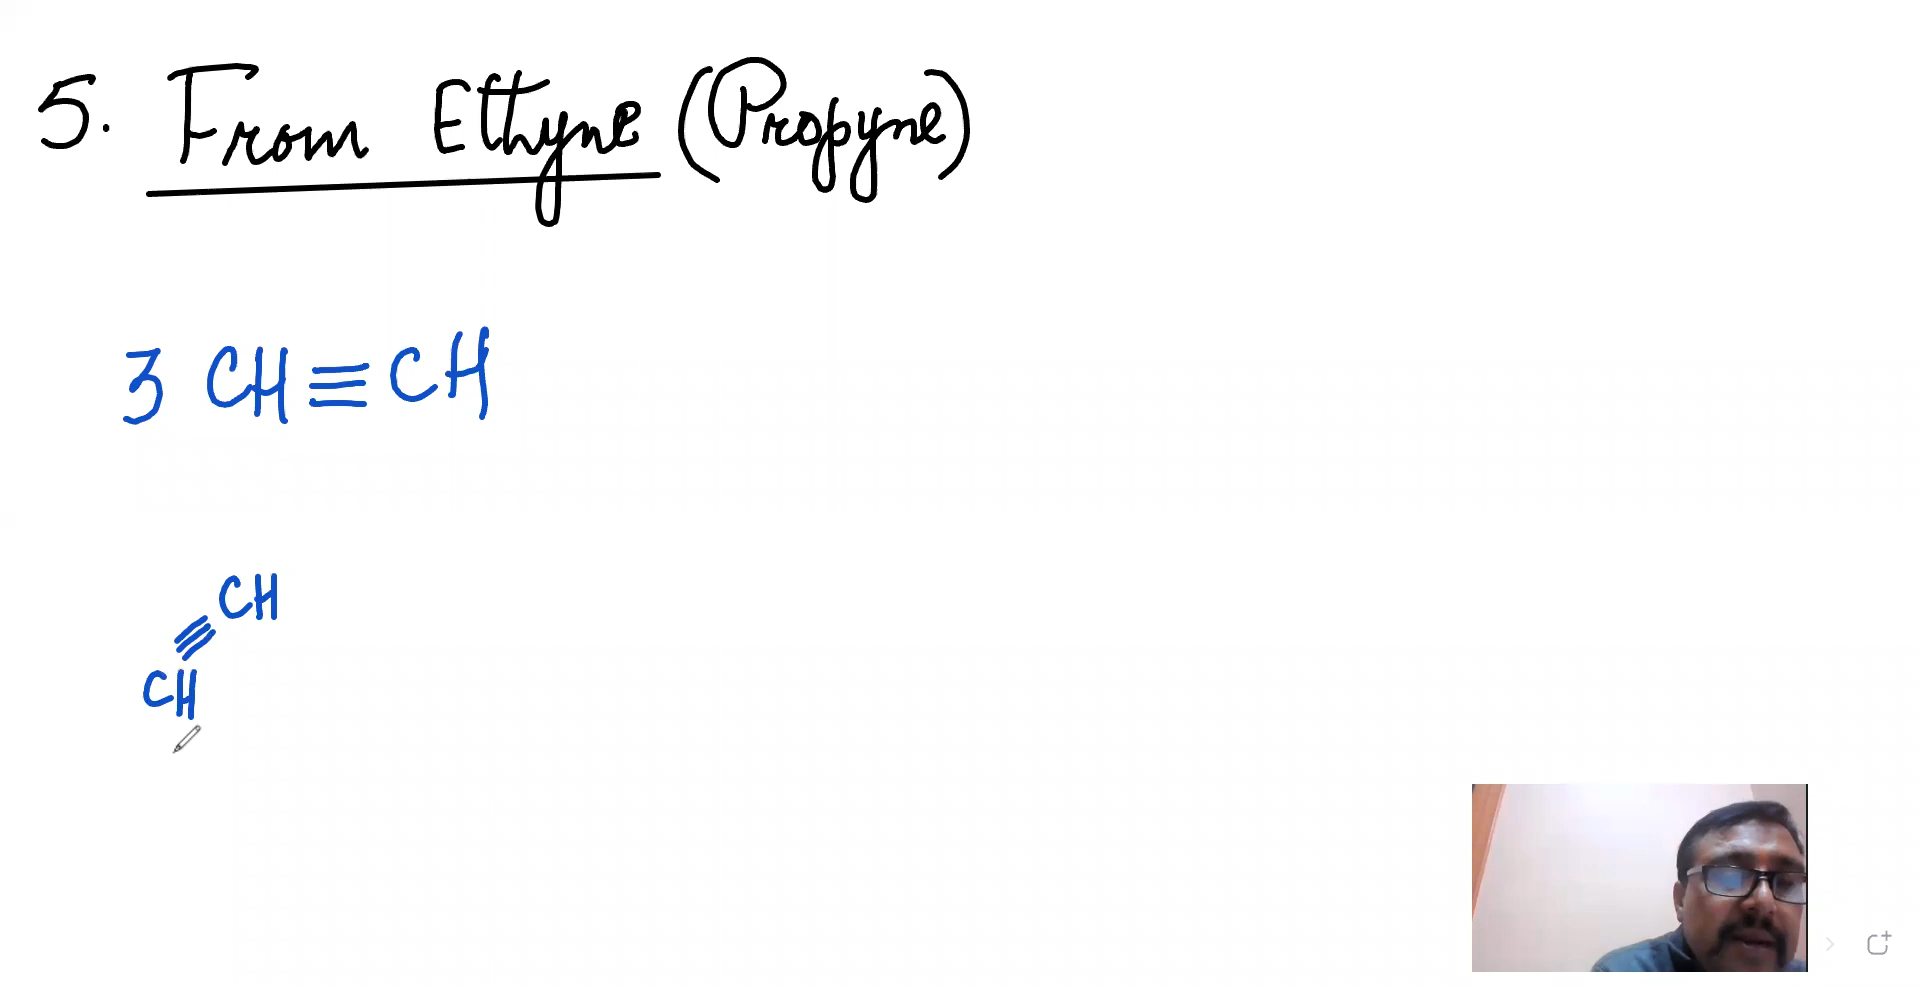 5. From Ethyne (Propyne)
3 CH≡CH
CH
≡
CH